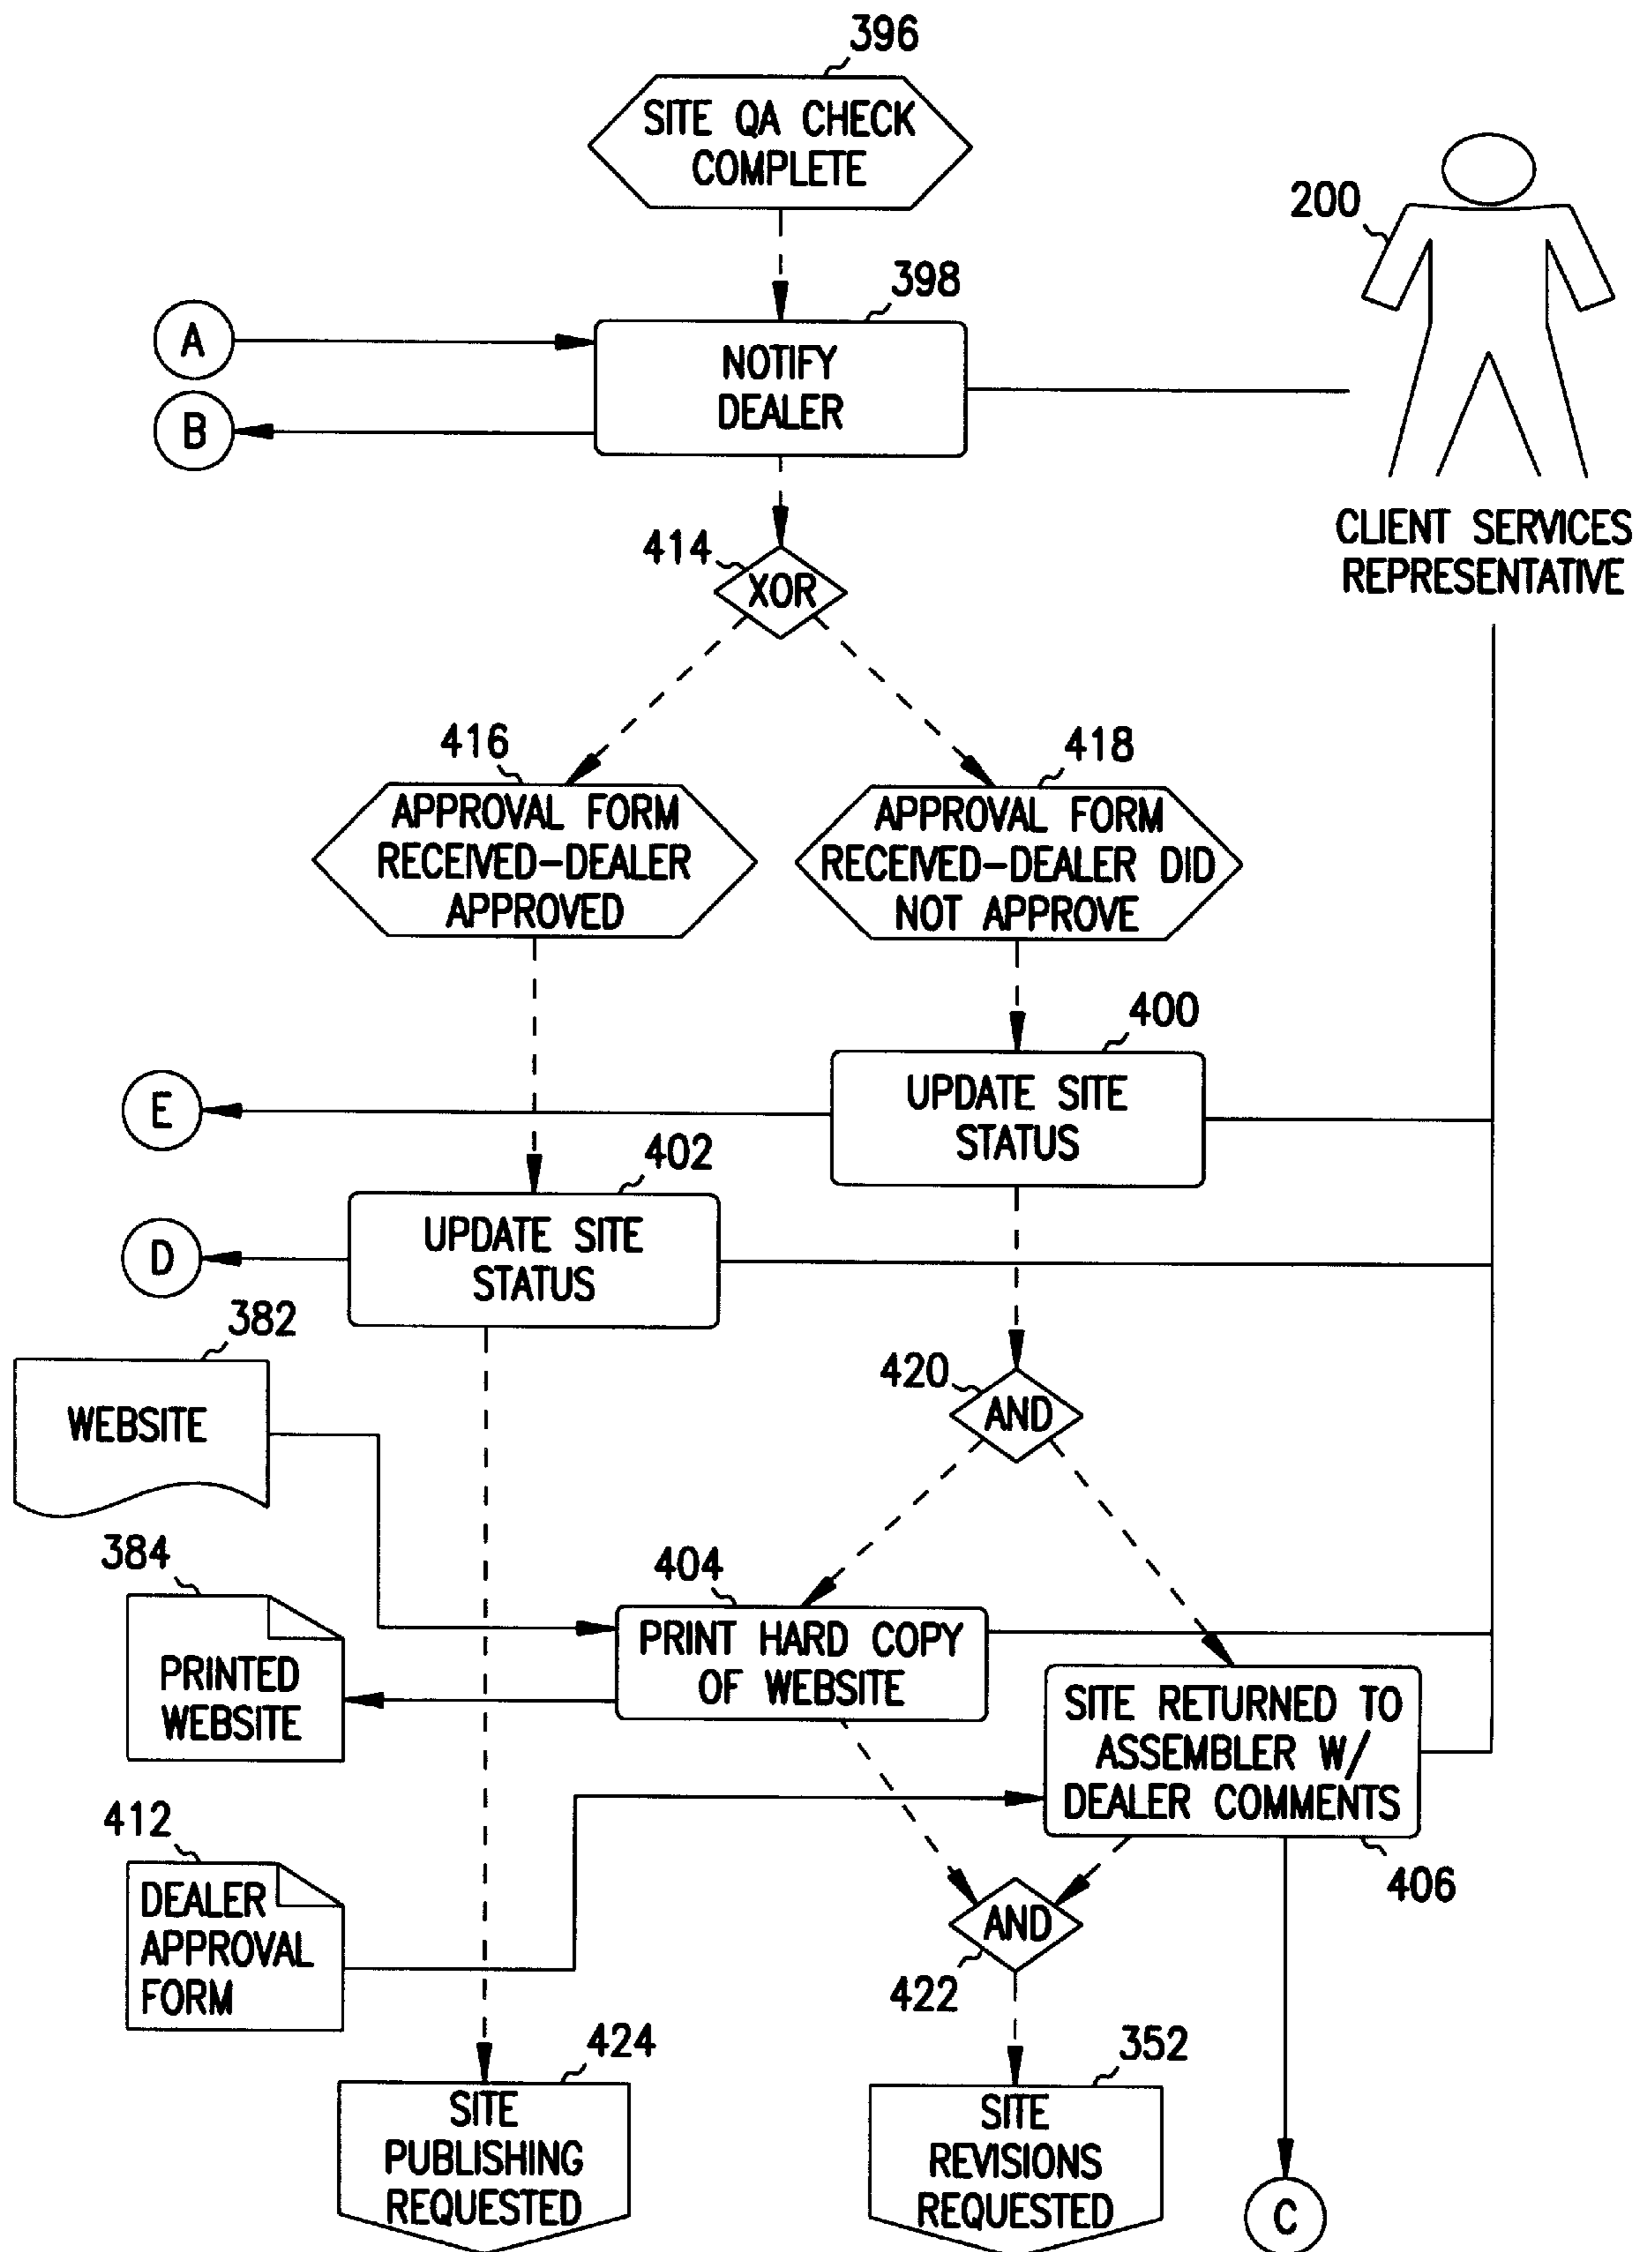 396
SITE QA CHECK
COMPLETE
200
398
A
NOTIFY
DEALER
B
CLIENT SERVICES
REPRESENTATIVE
414
XOR
416
418
APPROVAL FORM
RECEIVED-DEALER
APPROVED
APPROVAL FORM
RECEIVED-DEALER DID
NOT APPROVE
400
UPDATE SITE
STATUS
E
402
UPDATE SITE
STATUS
D
382
WEBSITE
420
AND
384
PRINTED
WEBSITE
404
PRINT HARD COPY
OF WEBSITE
SITE RETURNED TO
ASSEMBLER W/
DEALER COMMENTS
406
412
DEALER
APPROVAL
FORM
AND
422
424
SITE
PUBLISHING
REQUESTED
352
SITE
REVISIONS
REQUESTED
C